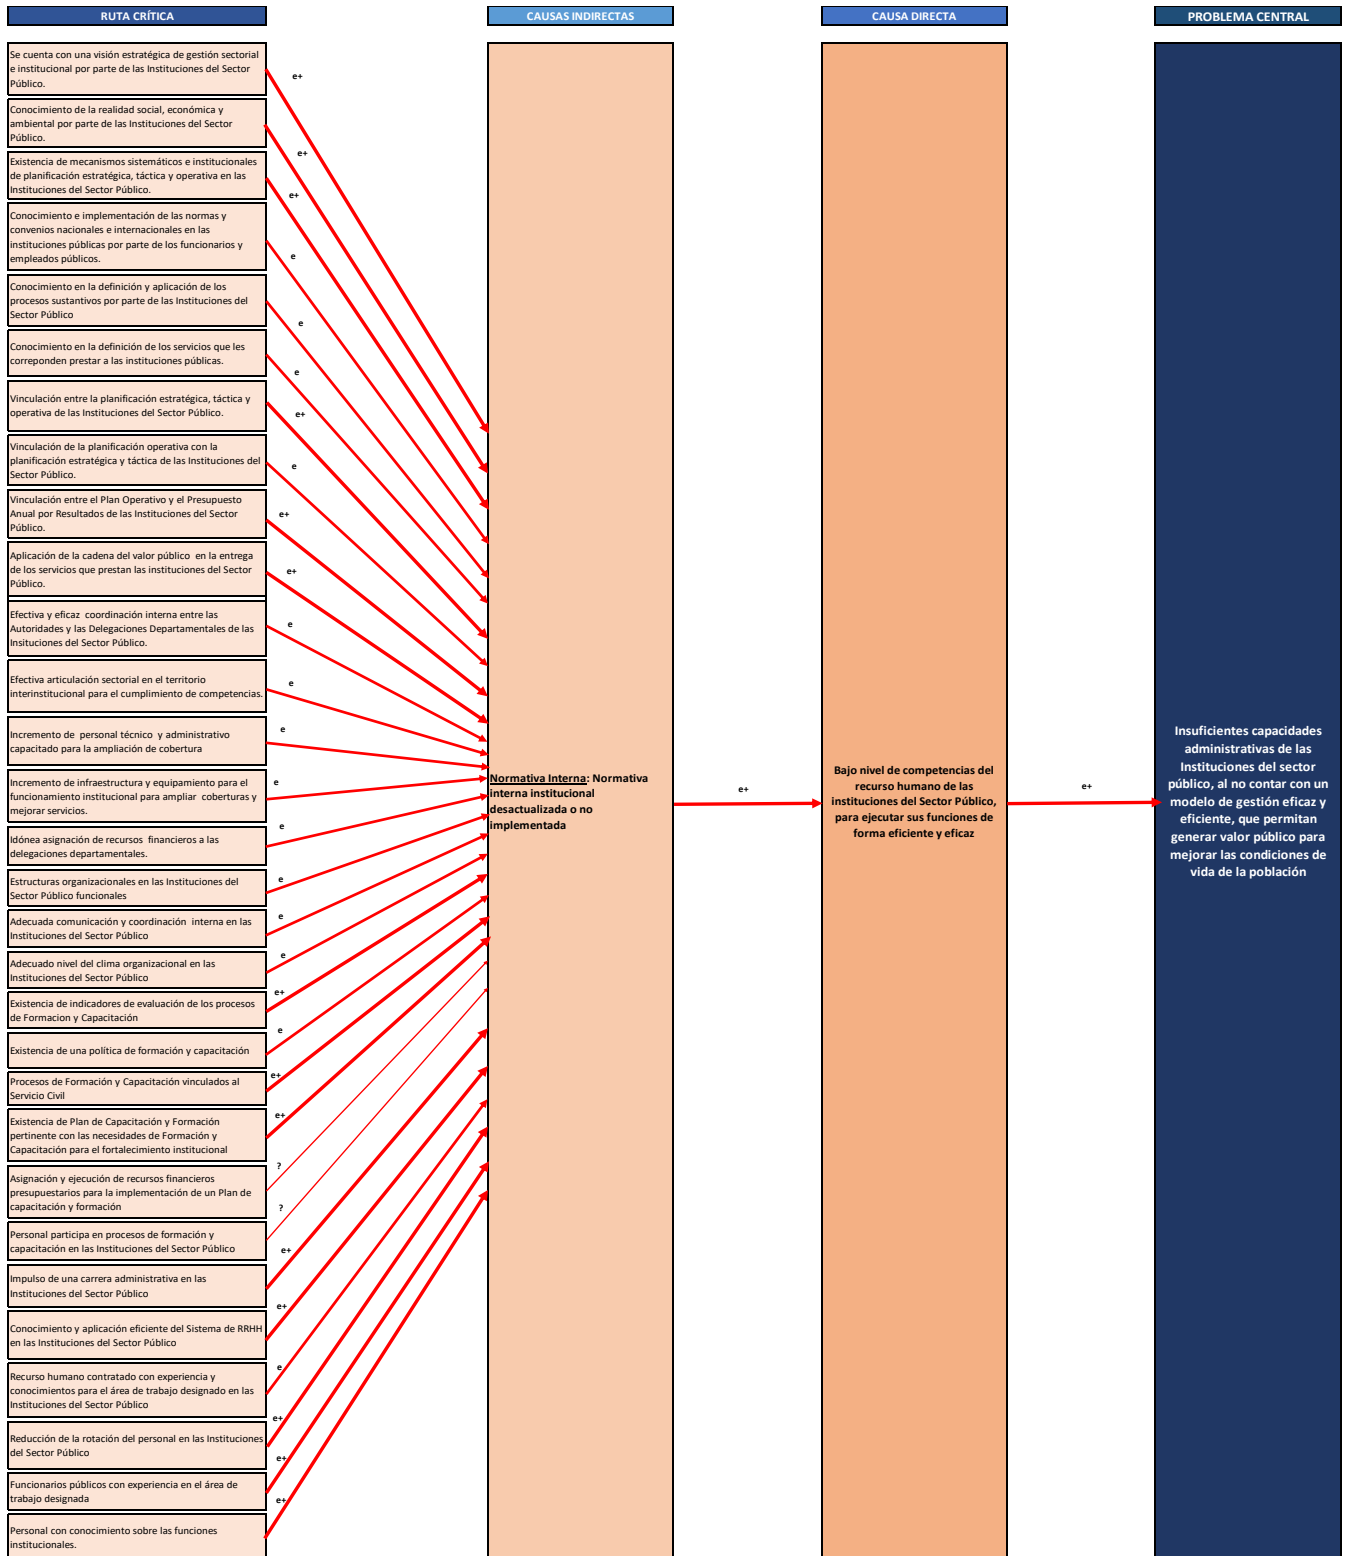 RUTA CRÍTICA
CAUSAS INDIRECTAS
CAUSA DIRECTA
PROBLEMA CENTRAL
Se cuenta con una visión estratégica de gestión sectorial
e institucional por parte de las Instituciones del Sector
Público.
e+
Conocimiento de la realidad social, económica y
ambiental por parte de las Instituciones del Sector
Público.
e+
Existencia de mecanismos sistemáticos e institucionales
de planificación estratégica, táctica y operativa en las
Instituciones del Sector Público.
e+
Conocimiento e implementación de las normas y
convenios nacionales e internacionales en las
instituciones públicas por parte de los funcionarios y
empleados públicos.
e
Conocimiento en la definición y aplicación de los
procesos sustantivos por parte de las Instituciones del
Sector Público
e
Conocimiento en la definición de los servicios que les
correponden prestar a las instituciones públicas.
e
Vinculación entre la planificación estratégica, táctica y
operativa de las Instituciones del Sector Público.
e+
Vinculación de la planificación operativa con la
planificación estratégica y táctica de las Instituciones del
Sector Público.
e
Vinculación entre el Plan Operativo y el Presupuesto
Anual por Resultados de las Instituciones del Sector
Público.
e+
Aplicación de la cadena del valor público en la entrega
de los servicios que prestan las instituciones del Sector
Público.
e+
Efectiva y eficaz coordinación interna entre las
Autoridades y las Delegaciones Departamentales de las
Insituciones del Sector Público.
e
Efectiva articulación sectorial en el territorio
interinstitucional para el cumplimiento de competencias.
e
Incremento de personal técnico y administrativo
capacitado para la ampliación de cobertura
e
Incremento de infraestructura y equipamiento para el
funcionamiento institucional para ampliar coberturas y
mejorar servicios.
e
Idónea asignación de recursos financieros a las
delegaciones departamentales.
e
Estructuras organizacionales en las Instituciones del
Sector Público funcionales
e
Adecuada comunicación y coordinación interna en las
Instituciones del Sector Público
e
Adecuado nivel del clima organizacional en las
Instituciones del Sector Público
e
Existencia de indicadores de evaluación de los procesos
de Formacion y Capacitación
e+
Existencia de una política de formación y capacitación
e
Procesos de Formación y Capacitación vinculados al
Servicio Civil
e+
Existencia de Plan de Capacitación y Formación
pertinente con las necesidades de Formación y
Capacitación para el fortalecimiento institucional
e+
Asignación y ejecución de recursos financieros
presupuestarios para la implementación de un Plan de
capacitación y formación
?
Personal participa en procesos de formación y
capacitación en las Instituciones del Sector Público
?
Impulso de una carrera administrativa en las
Instituciones del Sector Público
e+
Conocimiento y aplicación eficiente del Sistema de RRHH
en las Instituciones del Sector Público
e+
Recurso humano contratado con experiencia y
conocimientos para el área de trabajo designado en las
Instituciones del Sector Público
e
Reducción de la rotación del personal en las Instituciones
del Sector Público
e+
Funcionarios públicos con experiencia en el área de
trabajo designada
e+
Personal con conocimiento sobre las funciones
institucionales.
e+
Normativa Interna: Normativa
interna institucional
desactualizada o no
implementada
e+
Bajo nivel de competencias del
recurso humano de las
instituciones del Sector Público,
para ejecutar sus funciones de
forma eficiente y eficaz
e+
Insuficientes capacidades
administrativas de las
Instituciones del sector
público, al no contar con un
modelo de gestión eficaz y
eficiente, que permitan
generar valor público para
mejorar las condiciones de
vida de la población